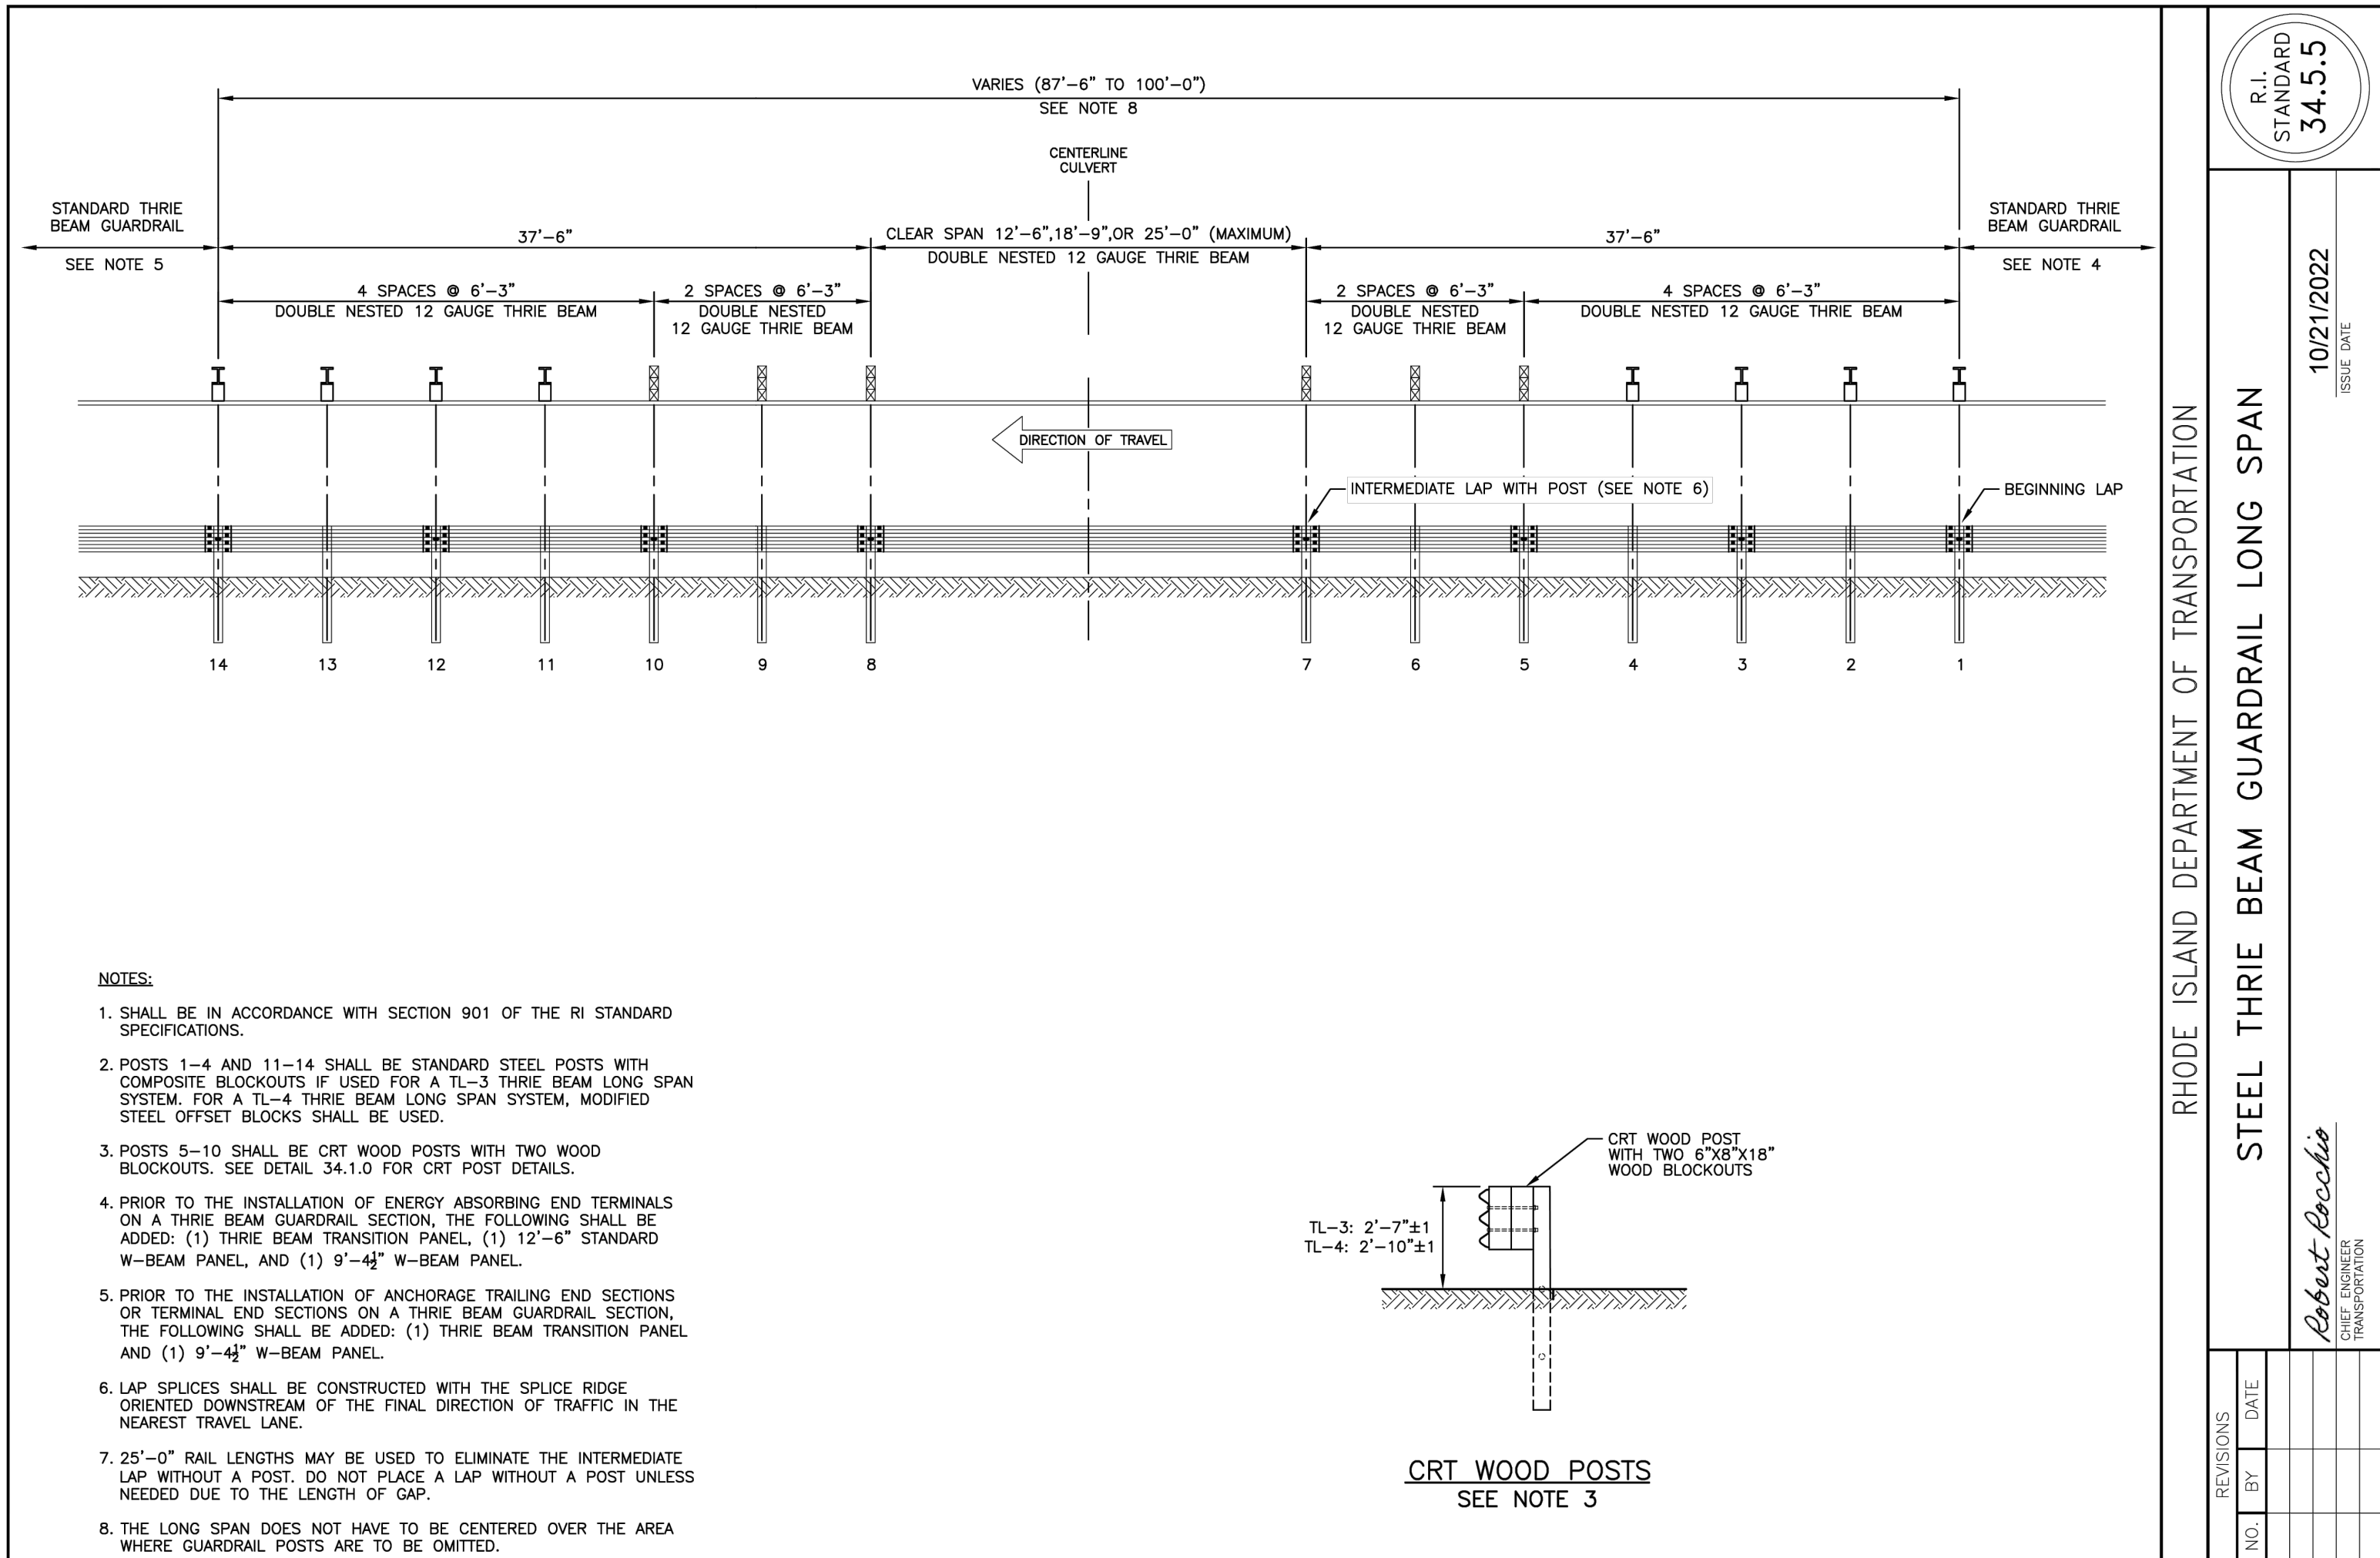 VARIES (87'-6" TO 100'-0")
SEE NOTE 8
CENTERLINE
CULVERT
STANDARD THRIE
BEAM GUARDRAIL
SEE NOTE 5
37'-6"
CLEAR SPAN 12'-6",18'-9",OR 25'-0" (MAXIMUM)
DOUBLE NESTED 12 GAUGE THRIE BEAM
37'-6"
STANDARD THRIE
BEAM GUARDRAIL
SEE NOTE 4
4 SPACES @ 6'-3"
DOUBLE NESTED 12 GAUGE THRIE BEAM
2 SPACES @ 6'-3"
DOUBLE NESTED
12 GAUGE THRIE BEAM
2 SPACES @ 6'-3"
DOUBLE NESTED
12 GAUGE THRIE BEAM
4 SPACES @ 6'-3"
DOUBLE NESTED 12 GAUGE THRIE BEAM
DIRECTION OF TRAVEL
INTERMEDIATE LAP WITH POST (SEE NOTE 6)
BEGINNING LAP
14 13 12 11 10 9 8 7 6 5 4 3 2 1
NOTES:
1. SHALL BE IN ACCORDANCE WITH SECTION 901 OF THE RI STANDARD
SPECIFICATIONS.
2. POSTS 1-4 AND 11-14 SHALL BE STANDARD STEEL POSTS WITH
COMPOSITE BLOCKOUTS IF USED FOR A TL-3 THRIE BEAM LONG SPAN
SYSTEM. FOR A TL-4 THRIE BEAM LONG SPAN SYSTEM, MODIFIED
STEEL OFFSET BLOCKS SHALL BE USED.
3. POSTS 5-10 SHALL BE CRT WOOD POSTS WITH TWO WOOD
BLOCKOUTS. SEE DETAIL 34.1.0 FOR CRT POST DETAILS.
4. PRIOR TO THE INSTALLATION OF ENERGY ABSORBING END TERMINALS
ON A THRIE BEAM GUARDRAIL SECTION, THE FOLLOWING SHALL BE
ADDED: (1) THRIE BEAM TRANSITION PANEL, (1) 12'-6" STANDARD
W-BEAM PANEL, AND (1) 9'-4½" W-BEAM PANEL.
5. PRIOR TO THE INSTALLATION OF ANCHORAGE TRAILING END SECTIONS
OR TERMINAL END SECTIONS ON A THRIE BEAM GUARDRAIL SECTION,
THE FOLLOWING SHALL BE ADDED: (1) THRIE BEAM TRANSITION PANEL
AND (1) 9'-4½" W-BEAM PANEL.
6. LAP SPLICES SHALL BE CONSTRUCTED WITH THE SPLICE RIDGE
ORIENTED DOWNSTREAM OF THE FINAL DIRECTION OF TRAFFIC IN THE
NEAREST TRAVEL LANE.
7. 25'-0" RAIL LENGTHS MAY BE USED TO ELIMINATE THE INTERMEDIATE
LAP WITHOUT A POST. DO NOT PLACE A LAP WITHOUT A POST UNLESS
NEEDED DUE TO THE LENGTH OF GAP.
8. THE LONG SPAN DOES NOT HAVE TO BE CENTERED OVER THE AREA
WHERE GUARDRAIL POSTS ARE TO BE OMITTED.
CRT WOOD POST
WITH TWO 6"X8"X18"
WOOD BLOCKOUTS
TL-3: 2'-7"±1
TL-4: 2'-10"±1
CRT WOOD POSTS
SEE NOTE 3
RHODE ISLAND DEPARTMENT OF TRANSPORTATION
STEEL THRIE BEAM GUARDRAIL LONG SPAN
R.I.
STANDARD
34.5.5
10/21/2022
ISSUE DATE
Robert Rocchio
CHIEF ENGINEER
TRANSPORTATION
REVISIONS
NO. BY DATE